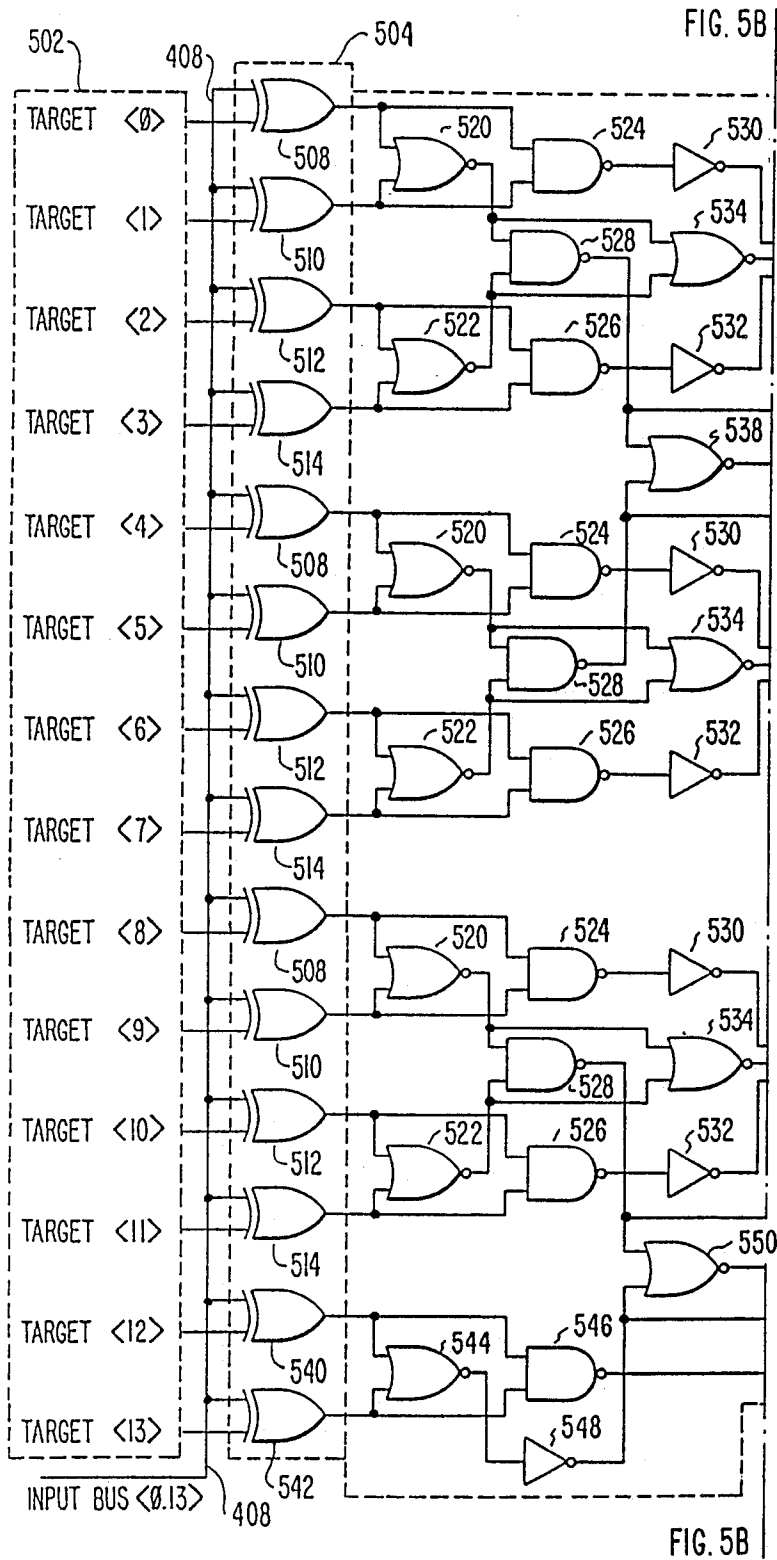 FIG. 5B
502
408
504
TARGET <0>
508
520
524
530
TARGET <1>
510
528
534
TARGET <2>
512
522
526
532
TARGET <3>
514
538
TARGET <4>
508
520
524
530
TARGET <5>
510
528
534
TARGET <6>
512
522
526
532
TARGET <7>
514
TARGET <8>
508
520
524
530
TARGET <9>
510
528
534
TARGET <10>
512
522
526
532
TARGET <11>
514
550
TARGET <12>
540
544
546
TARGET <13>
542
548
INPUT BUS <0.13>
408
FIG. 5B